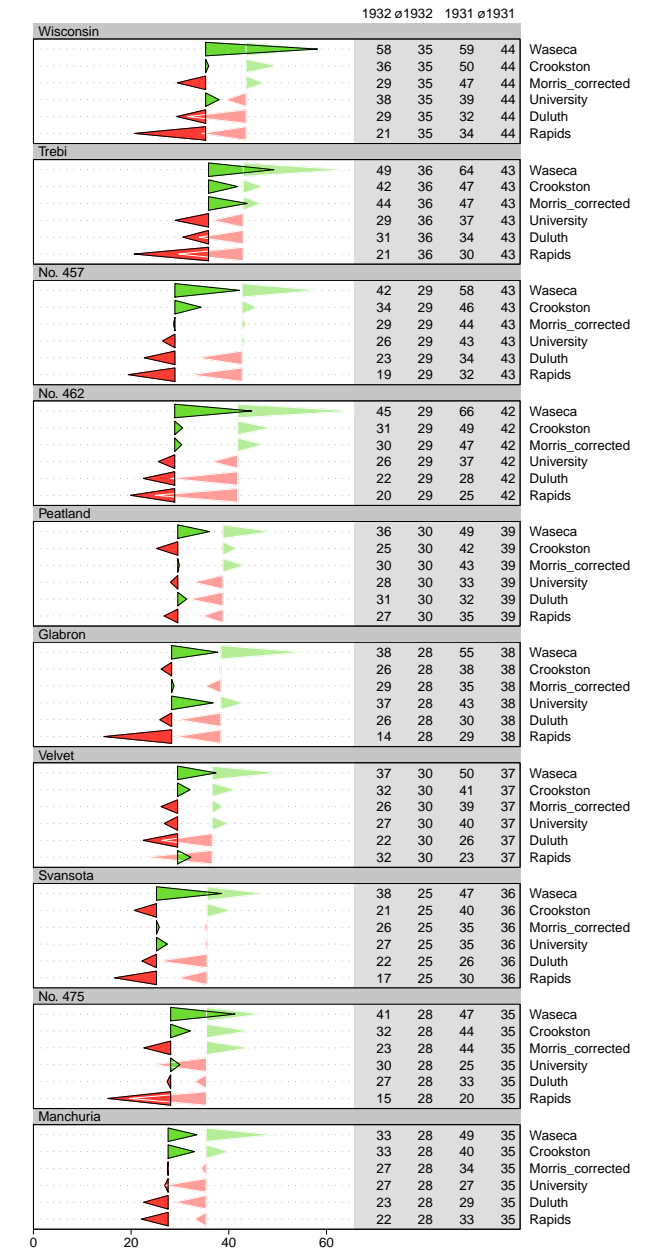 1932 ø1932 1931 ø1931
Wisconsin
58 35 59 44 Waseca
36 35 50 44 Crookston
29 35 47 44 Morris_corrected
38 35 39 44 University
29 35 32 44 Duluth
21 35 34 44 Rapids
Trebi
49 36 64 43 Waseca
42 36 47 43 Crookston
44 36 47 43 Morris_corrected
29 36 37 43 University
31 36 34 43 Duluth
21 36 30 43 Rapids
No. 457
42 29 58 43 Waseca
34 29 46 43 Crookston
29 29 44 43 Morris_corrected
26 29 43 43 University
23 29 34 43 Duluth
19 29 32 43 Rapids
No. 462
45 29 66 42 Waseca
31 29 49 42 Crookston
30 29 47 42 Morris_corrected
26 29 37 42 University
22 29 28 42 Duluth
20 29 25 42 Rapids
Peatland
36 30 49 39 Waseca
25 30 42 39 Crookston
30 30 43 39 Morris_corrected
28 30 33 39 University
31 30 32 39 Duluth
27 30 35 39 Rapids
Glabron
38 28 55 38 Waseca
26 28 38 38 Crookston
29 28 35 38 Morris_corrected
37 28 43 38 University
26 28 30 38 Duluth
14 28 29 38 Rapids
Velvet
37 30 50 37 Waseca
32 30 41 37 Crookston
26 30 39 37 Morris_corrected
27 30 40 37 University
22 30 26 37 Duluth
32 30 23 37 Rapids
Svansota
38 25 47 36 Waseca
21 25 40 36 Crookston
26 25 35 36 Morris_corrected
27 25 35 36 University
22 25 26 36 Duluth
17 25 30 36 Rapids
No. 475
41 28 47 35 Waseca
32 28 44 35 Crookston
23 28 44 35 Morris_corrected
30 28 25 35 University
27 28 33 35 Duluth
15 28 20 35 Rapids
Manchuria
33 28 49 35 Waseca
33 28 40 35 Crookston
27 28 34 35 Morris_corrected
27 28 27 35 University
23 28 29 35 Duluth
22 28 33 35 Rapids
0 20 40 60